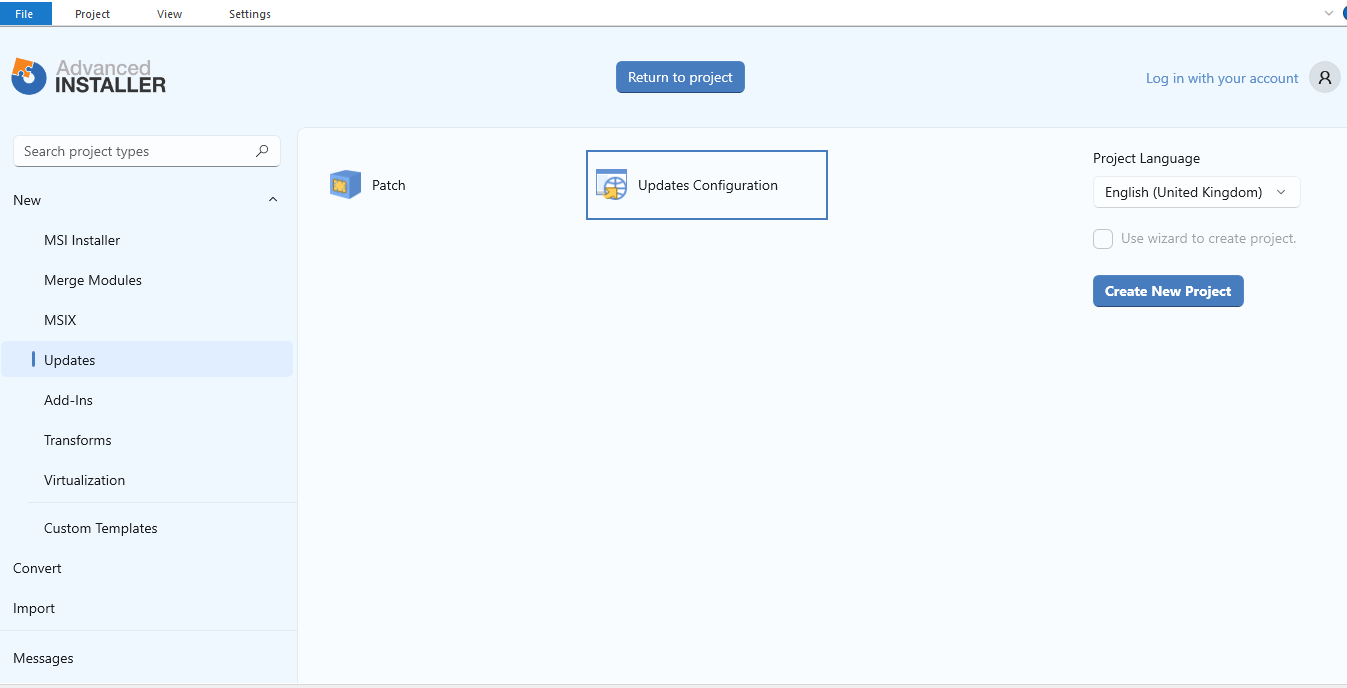 File
Project
View
Settings
Advanced
INSTALLER
Return to project
Log in with your account
Search project types
New
MSI Installer
Merge Modules
MSIX
Updates
Add-Ins
Transforms
Virtualization
Custom Templates
Convert
Import
Messages
Patch
Updates Configuration
Project Language
English (United Kingdom)
Use wizard to create project.
Create New Project